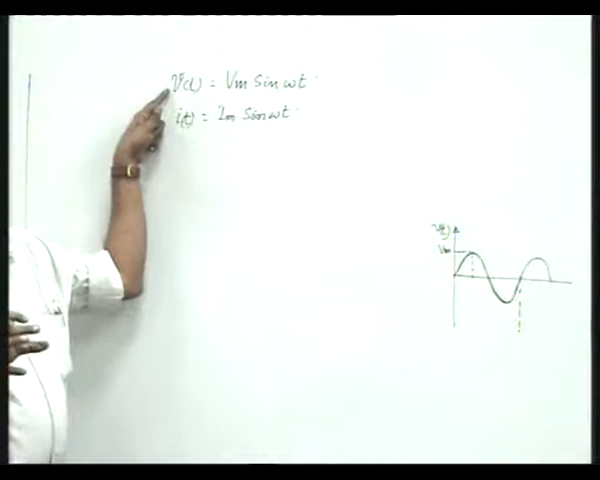 v(t) = Vm sin ωt
i(t) = Im sin ωt
v(t)
Vm